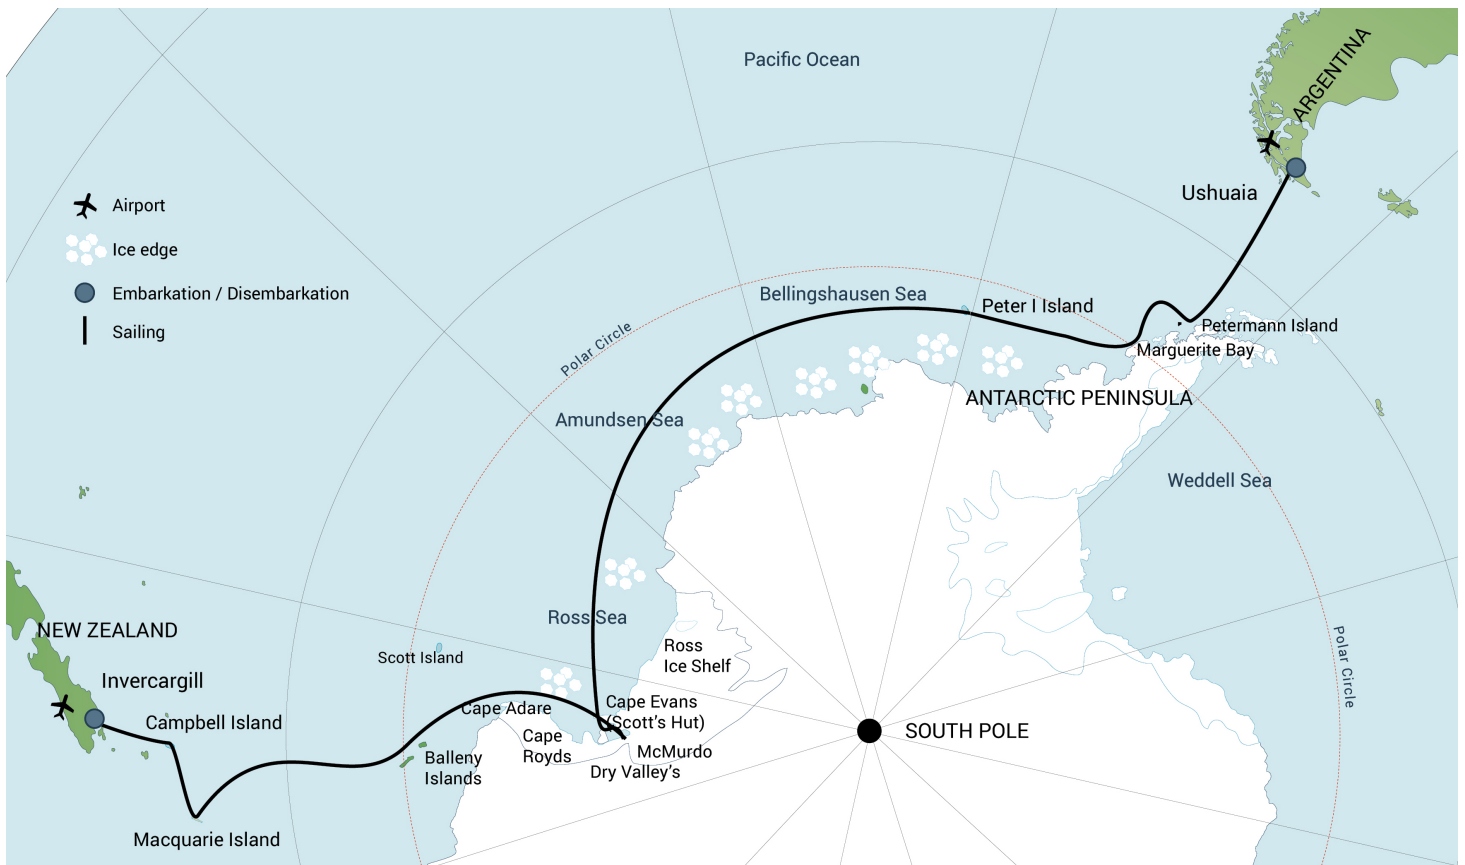 Pacific Ocean
ARGENTINA
Ushuaia
Airport
Ice edge
Embarkation / Disembarkation
Sailing
Bellingshausen Sea
Peter I Island
Petermann Island
Marguerite Bay
Polar Circle
ANTARCTIC PENINSULA
Amundsen Sea
Weddell Sea
Ross Sea
NEW ZEALAND
Scott Island
Ross
Ice Shelf
Polar Circle
Invercargill
Campbell Island
Cape Adare
Cape Evans
(Scott's Hut)
SOUTH POLE
Cape
Royds
McMurdo
Balleny
Islands
Dry Valley's
Macquarie Island